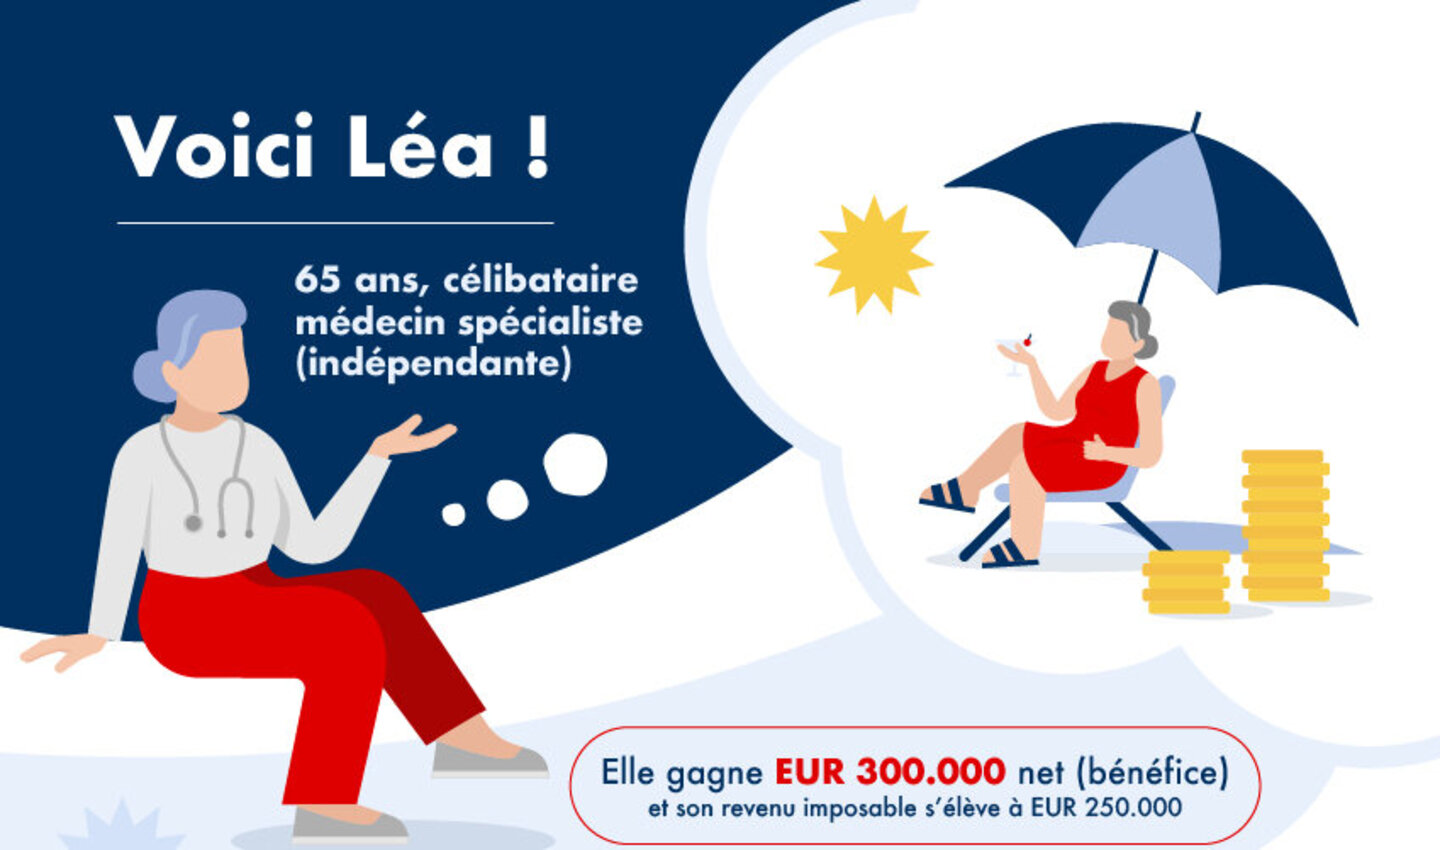 Voici Léa !
65 ans, célibataire
médecin spécialiste
(indépendante)
Elle gagne EUR 300.000 net (bénéfice)
et son revenu imposable s'élève à EUR 250.000